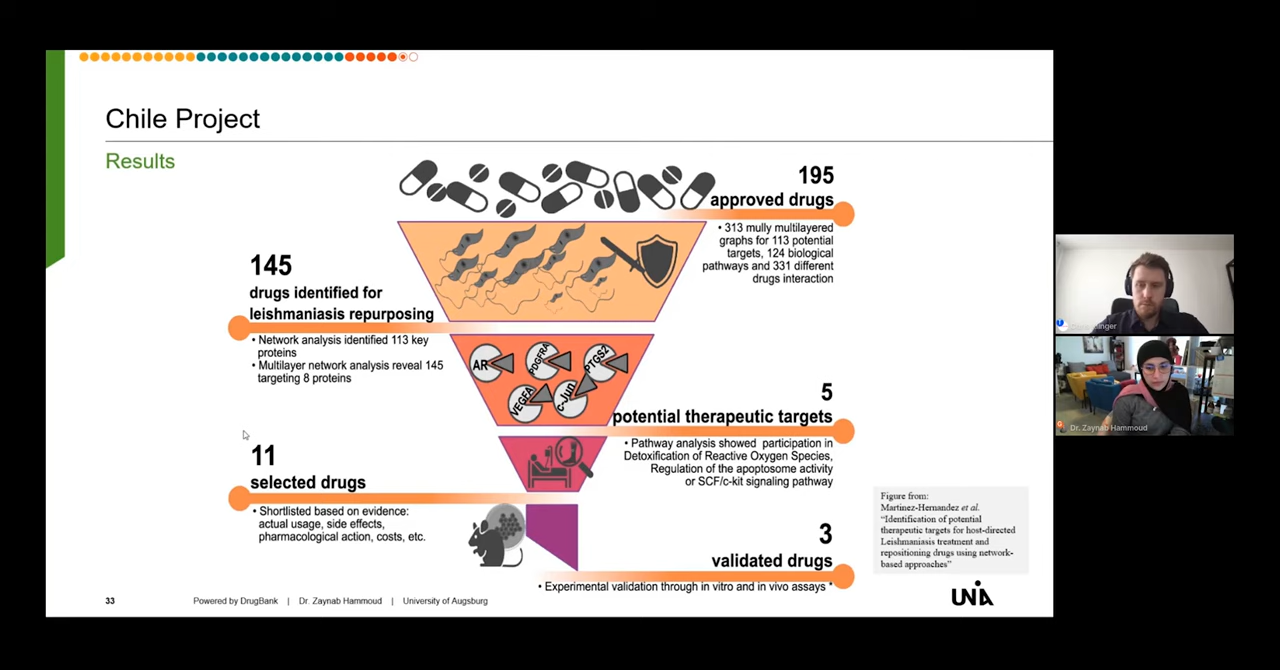 Chile Project
Results
195
approved drugs
• 313 mully multilayered
graphs for 113 potential
targets, 124 biological
pathways and 331 different
drugs interaction
145
drugs identified for
leishmaniasis repurposing
• Network analysis identified 113 key
proteins
• Multilayer network analysis reveal 145
targeting 8 proteins
AR
PDGFRA
PTGS2
VEGFA
c-Jun
5
potential therapeutic targets
• Pathway analysis showed participation in
Detoxification of Reactive Oxygen Species,
Regulation of the apoptosome activity
or SCF/c-kit signaling pathway
11
selected drugs
• Shortlisted based on evidence:
actual usage, side effects,
pharmacological action, costs, etc.
3
validated drugs
• Experimental validation through in vitro and in vivo assays *
Figure from:
Martinez-Hernandez et al.
“Identification of potential
therapeutic targets for host-directed
Leishmaniasis treatment and
repositioning drugs using network-
based approaches”
33
Powered by DrugBank | Dr. Zaynab Hammoud | University of Augsburg
UNIA
Dr. Zaynab Hammoud